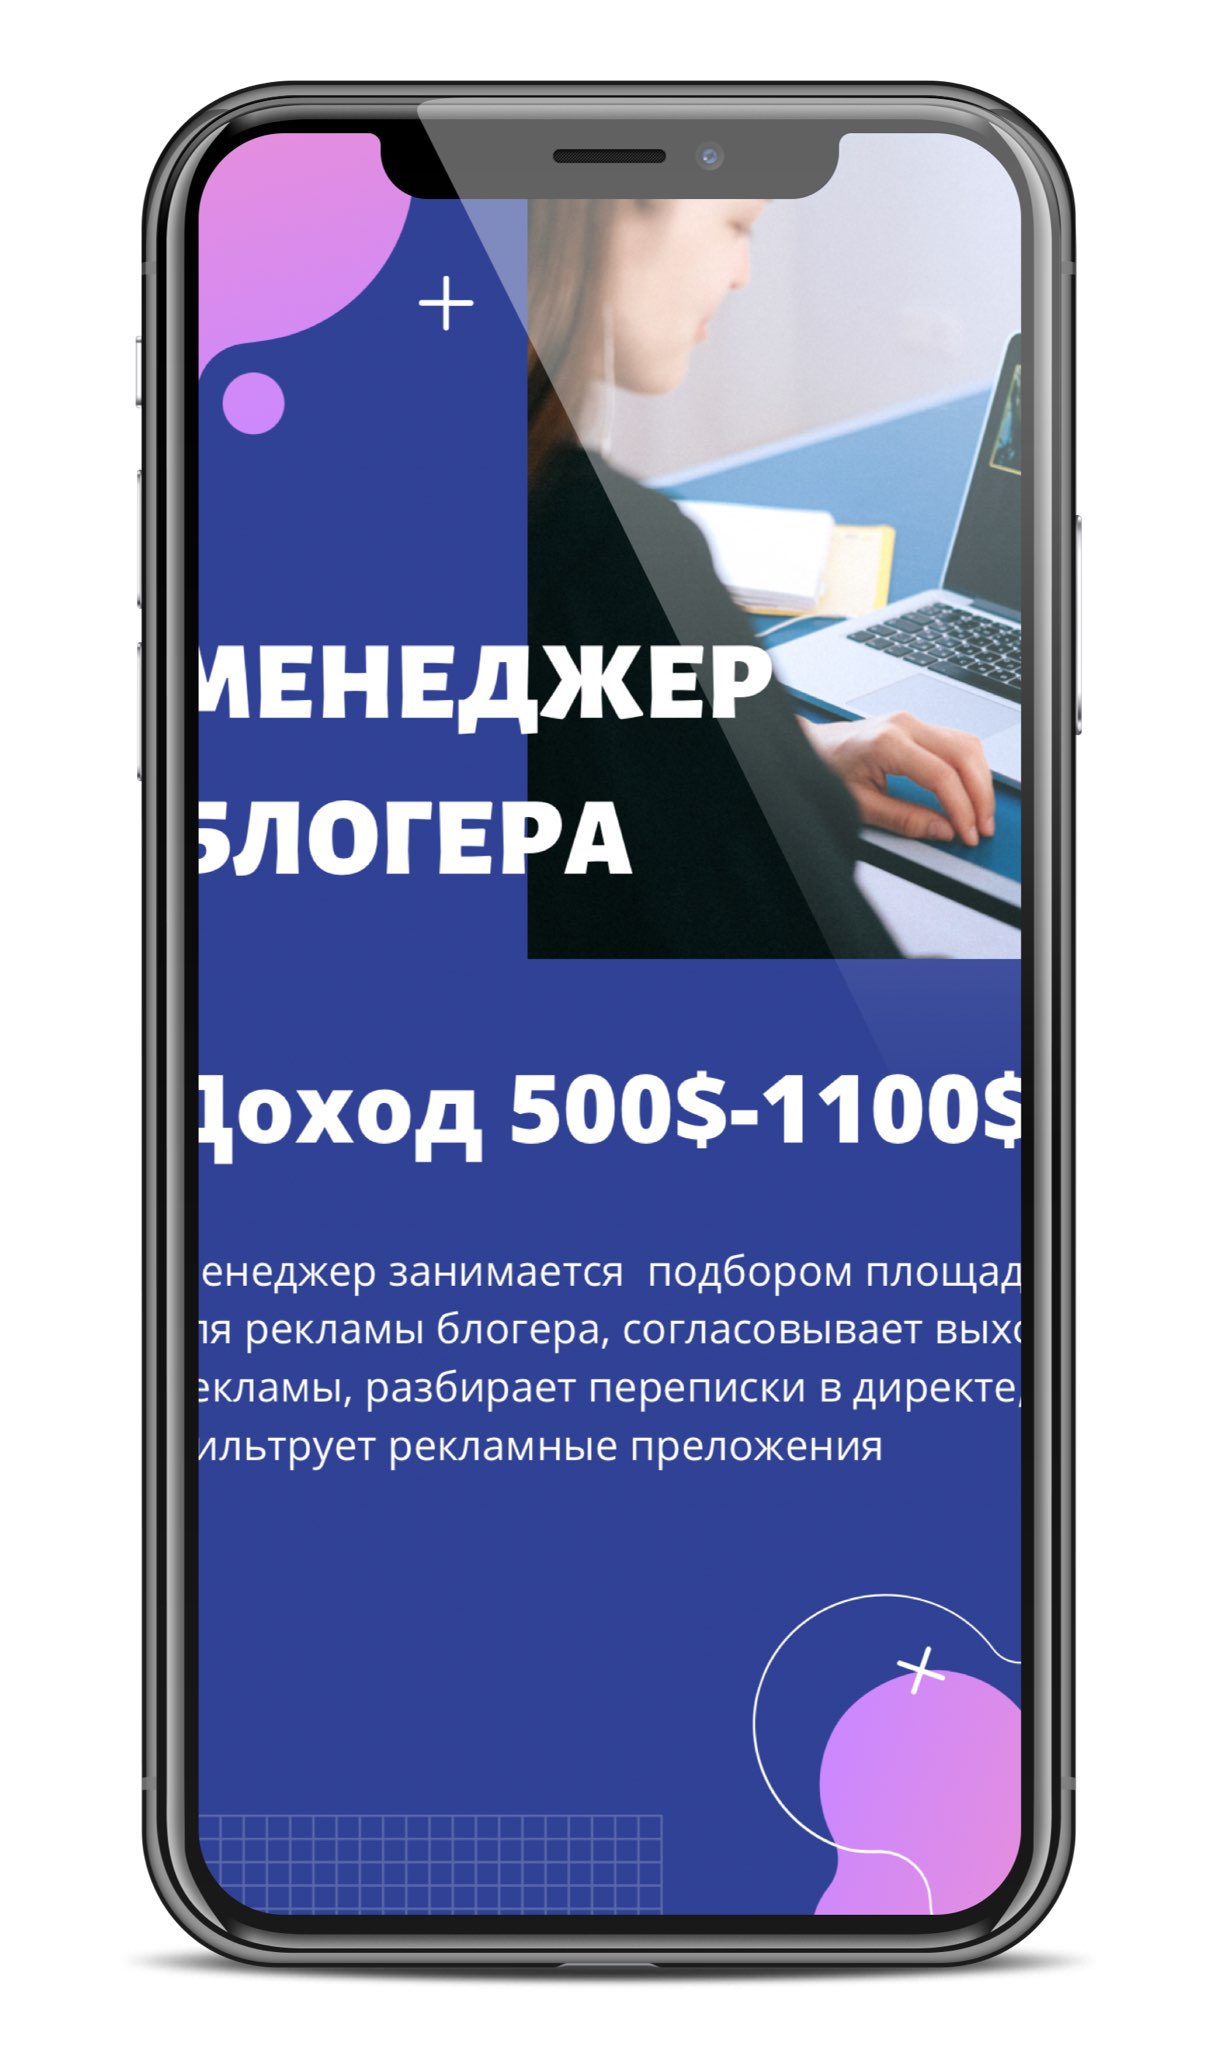 МЕНЕДЖЕР
БЛОГЕРА
Доход 500$-1100$
енеджер занимается подбором площад
ля рекламы блогера, согласовывает выхо
екламы, разбирает переписки в директе,
ильтрует рекламные преложения